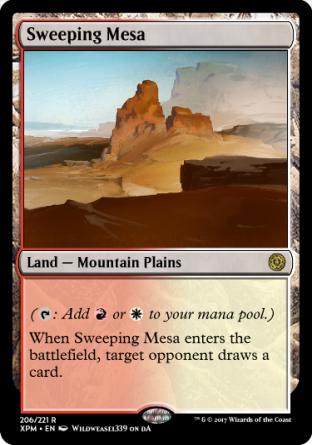 Sweeping Mesa
Land — Mountain Plains
(T: Add R or W to your mana pool.)
When Sweeping Mesa enters the
battlefield, target opponent draws a
card.
206/221 R
XPM • EN Wildweasel339 on dA
™ & © 2017 Wizards of the Coast